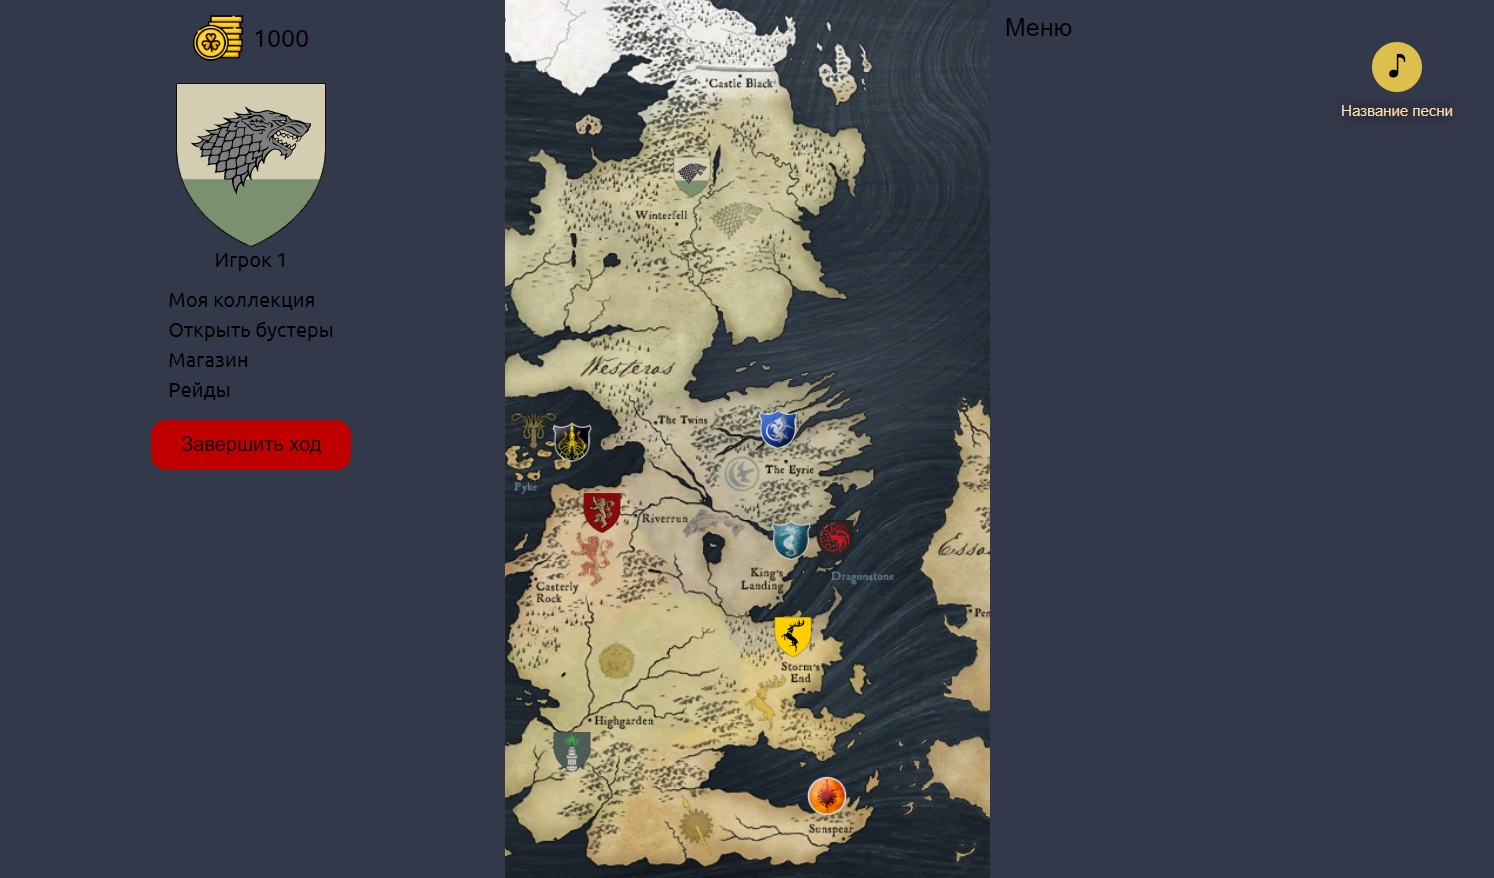 1000
Игрок 1
Моя коллекция
Открыть бустеры
Магазин
Рейды
Завершить ход
Castle Black
Winterfell
Westeros
The Twins
The Eyrie
Pyke
Riverrun
King's
Landing
Dragonstone
Casterly
Rock
Storm's
End
Highgarden
Sunspear
Essos
Pen
Меню
Название песни